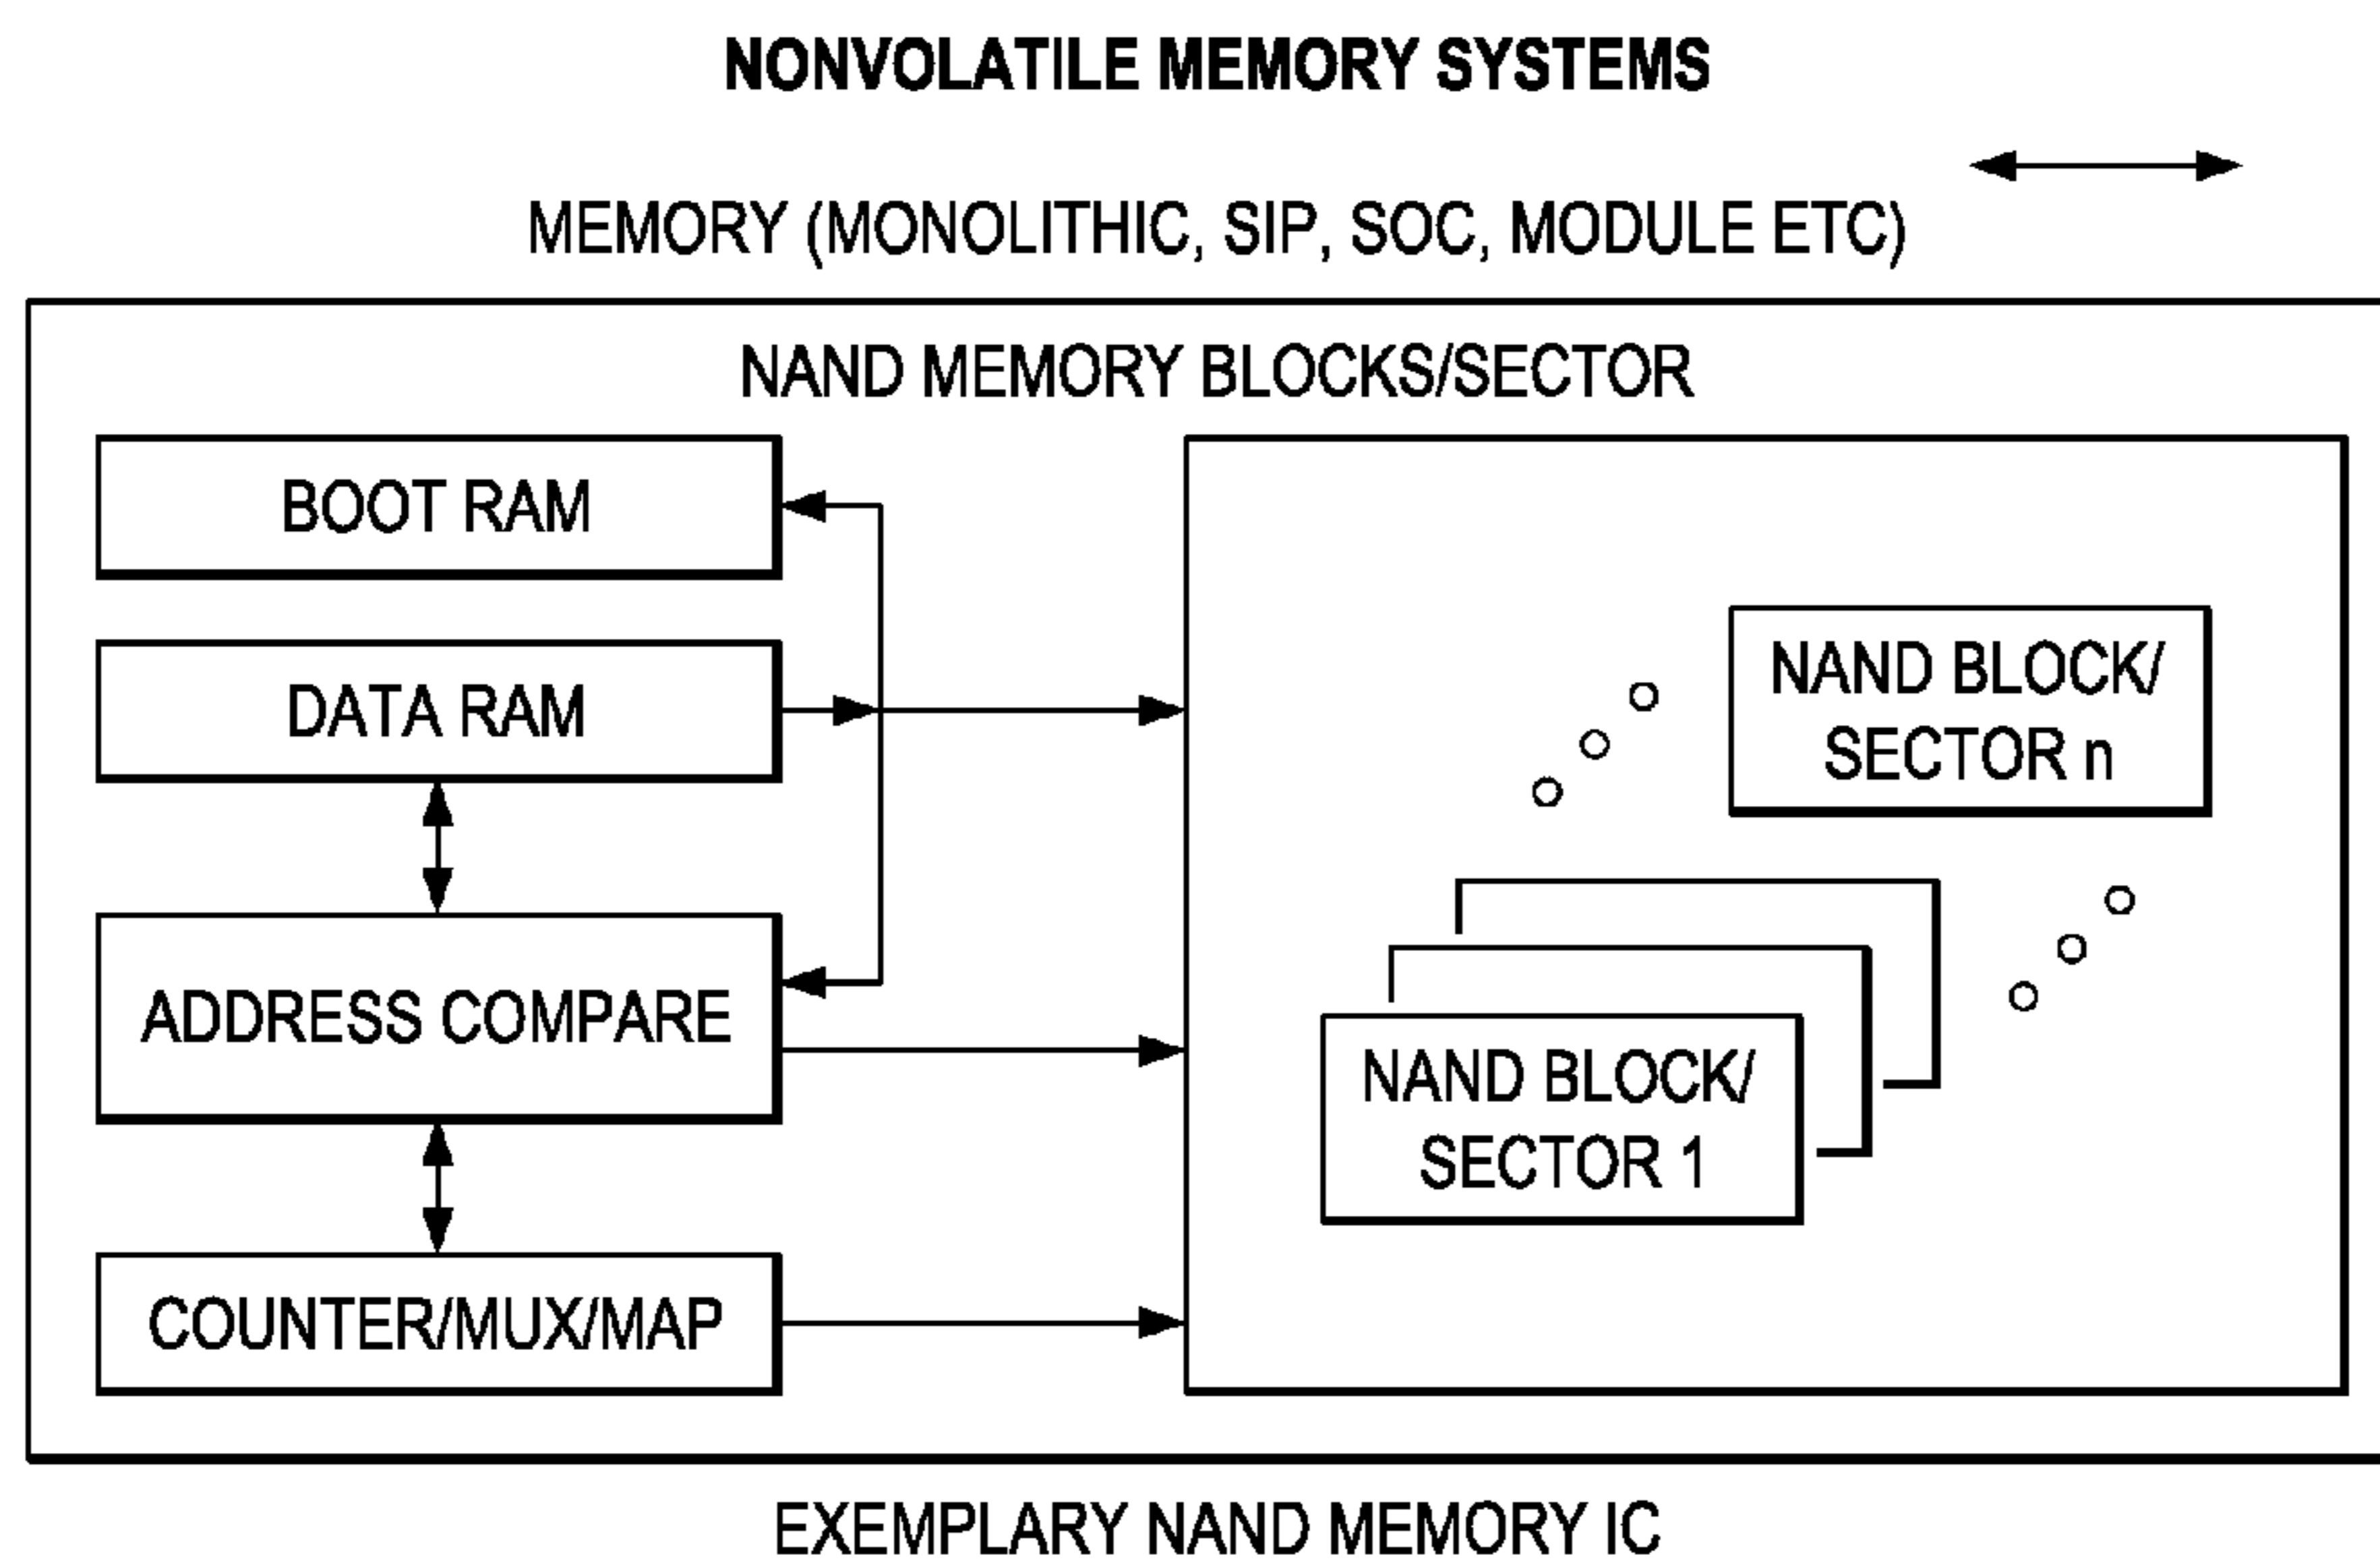 NONVOLATILE MEMORY SYSTEMS
MEMORY (MONOLITHIC, SIP, SOC, MODULE ETC)
NAND MEMORY BLOCKS/SECTOR
BOOT RAM
DATA RAM
ADDRESS COMPARE
COUNTER/MUX/MAP
NAND BLOCK/
SECTOR n
NAND BLOCK/
SECTOR 1
EXEMPLARY NAND MEMORY IC